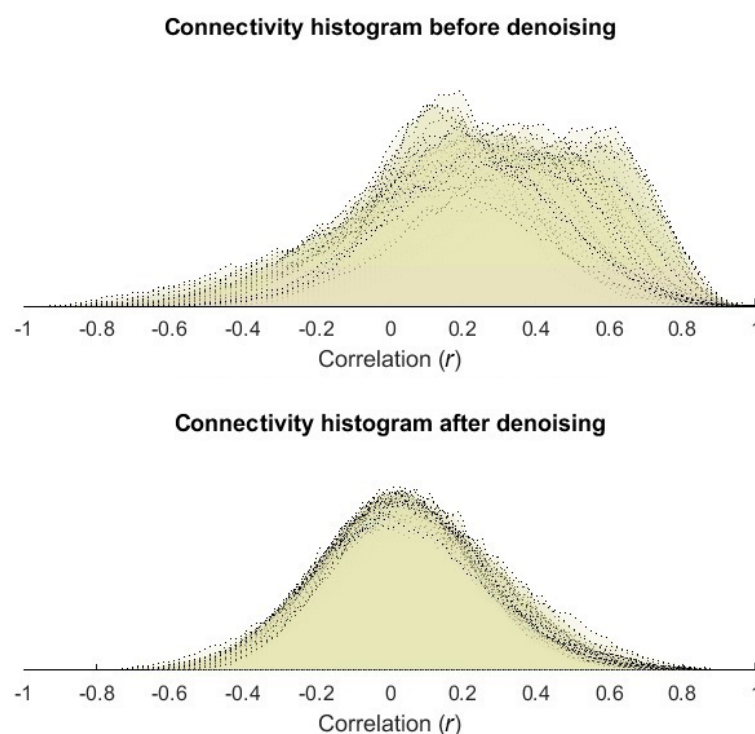 Connectivity histogram before denoising
-1 -0.8 -0.6 -0.4 -0.2 0 0.2 0.4 0.6 0.8 1
Correlation (r)
Connectivity histogram after denoising
-1 -0.8 -0.6 -0.4 -0.2 0 0.2 0.4 0.6 0.8 1
Correlation (r)